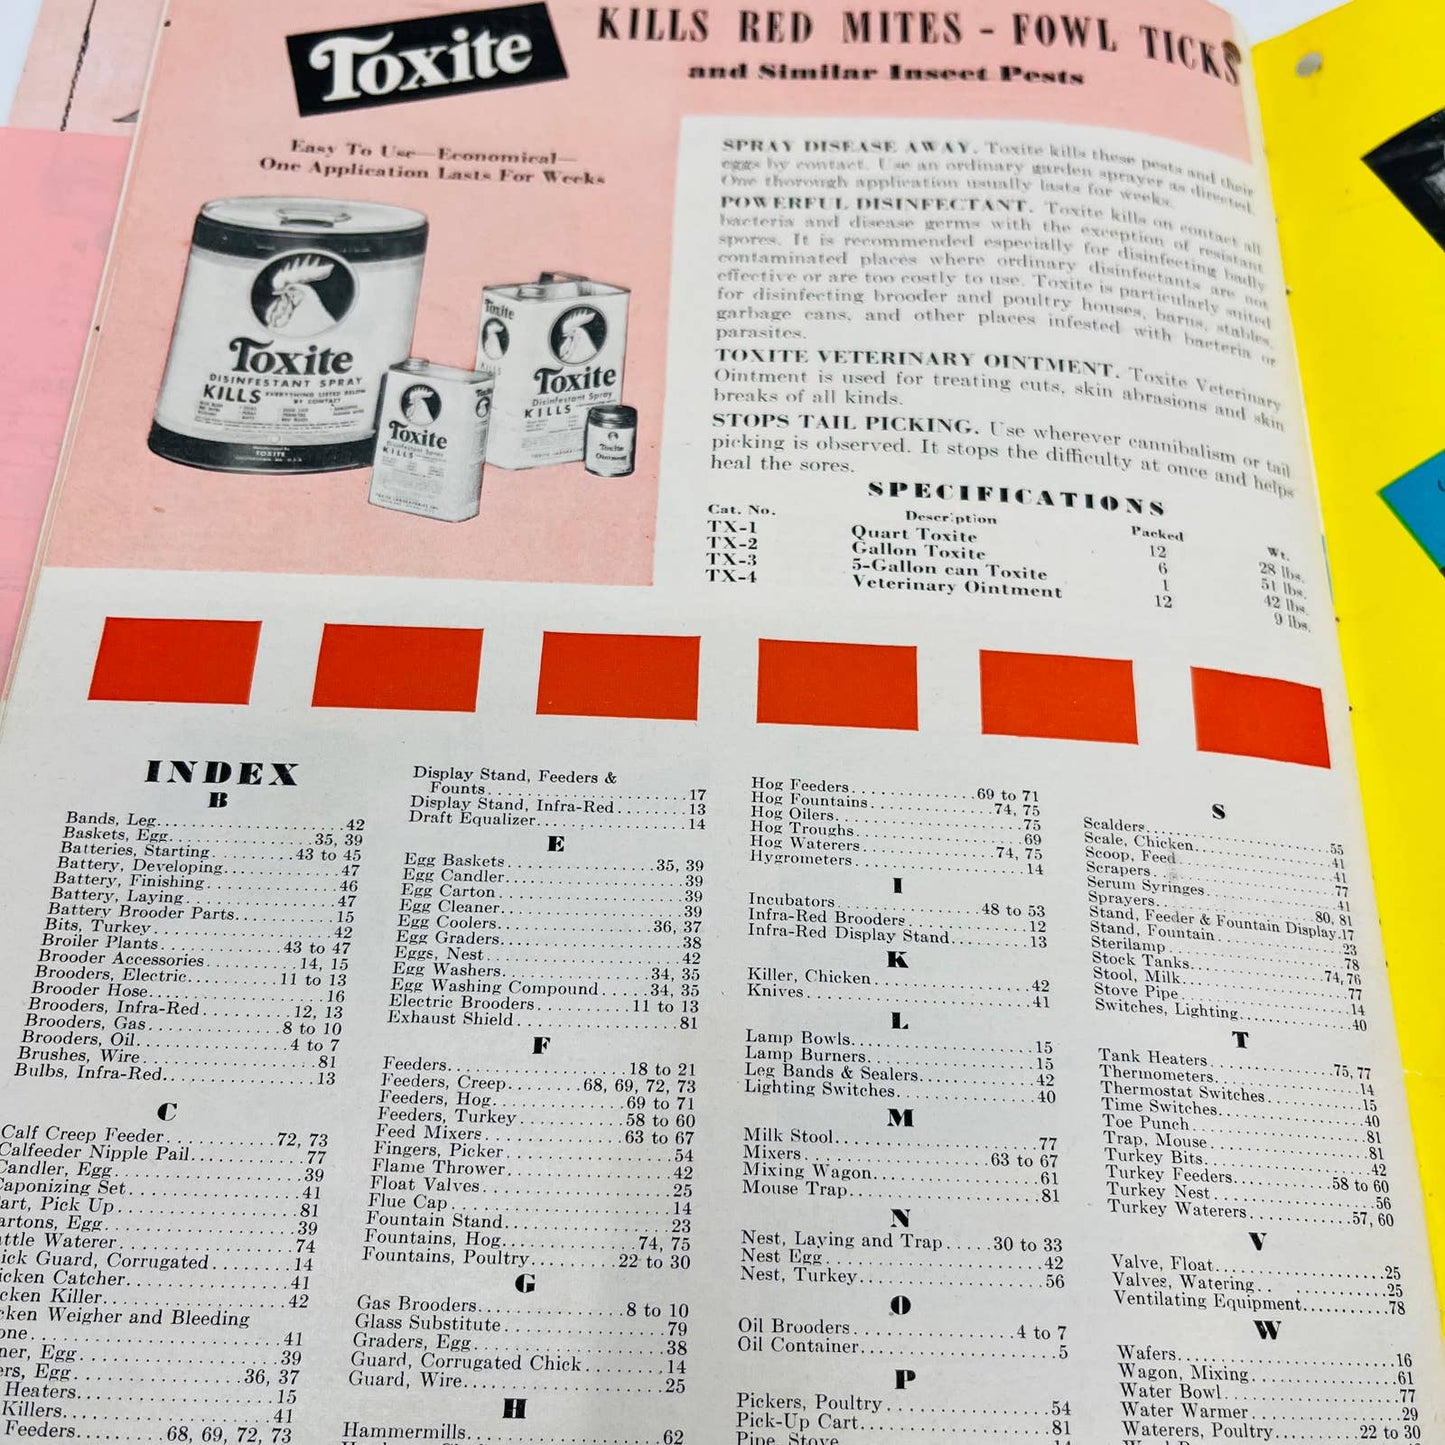 Toxite
KILLS RED MITES - FOWL TICKS
and Similar Insect Pests
Easy To Use—Economical—
One Application Lasts For Weeks
Toxite
DISINFESTANT SPRAY
KILLS EVERYTHING LISTED BELOW
BY CONTACT
TOXITE
Toxite
Disinfestant Spray
KILLS
TOXITE LABORATORIES
Toxite
KILLS
Toxite
Toxite
Disinfestant Spray
KILLS
Toxite
Ointment
SPRAY DISEASE AWAY. Toxite kills these pests and their
eggs by contact. Use an ordinary garden sprayer as directed.
One thorough application usually lasts for weeks.
POWERFUL DISINFECTANT. Toxite kills on contact all
bacteria and disease germs with the exception of resistant
spores. It is recommended especially for disinfecting badly
contaminated places where ordinary disinfectants are not
effective or are too costly to use. Toxite is particularly suited
for disinfecting brooder and poultry houses, barns, stables,
garbage cans, and other places infested with bacteria or
parasites.
TOXITE VETERINARY OINTMENT. Toxite Veterinary
Ointment is used for treating cuts, skin abrasions and skin
breaks of all kinds.
STOPS TAIL PICKING. Use wherever cannibalism or tail
picking is observed. It stops the difficulty at once and helps
heal the sores.
SPECIFICATIONS
Cat. No. Description Packed Wt.
TX-1 Quart Toxite 12 28 lbs.
TX-2 Gallon Toxite 6 51 lbs.
TX-3 5-Gallon can Toxite 1 42 lbs.
TX-4 Veterinary Ointment 12 9 lbs.
INDEX
B
Bands, Leg..........42
Baskets, Egg..........35, 39
Batteries, Starting..........43 to 45
Battery, Developing..........47
Battery, Finishing..........46
Battery, Laying..........47
Battery Brooder Parts..........15
Bits, Turkey..........42
Broiler Plants..........43 to 47
Brooder Accessories..........14, 15
Brooders, Electric..........11 to 13
Brooder Hose..........16
Brooders, Infra-Red..........12, 13
Brooders, Gas..........8 to 10
Brooders, Oil..........4 to 7
Brushes, Wire..........81
Bulbs, Infra-Red..........13
C
Calf Creep Feeder..........72, 73
Calfeeder Nipple Pail..........77
Candler, Egg..........39
aponizing Set..........41
art, Pick Up..........81
artons, Egg..........39
ttle Waterer..........74
ick Guard, Corrugated..........14
icken Catcher..........41
cken Killer..........42
cken Weigher and Bleeding
one..........41
ner, Egg..........39
ers, Egg..........36, 37
Heaters..........15
Killers..........41
Feeders..........68, 69, 72, 73
Display Stand, Feeders &
Founts..........17
Display Stand, Infra-Red..........13
Draft Equalizer..........14
E
Egg Baskets..........35, 39
Egg Candler..........39
Egg Carton..........39
Egg Cleaner..........39
Egg Coolers..........36, 37
Egg Graders..........38
Eggs, Nest..........42
Egg Washers..........34, 35
Egg Washing Compound..........34, 35
Electric Brooders..........11 to 13
Exhaust Shield..........81
F
Feeders..........18 to 21
Feeders, Creep..........68, 69, 72, 73
Feeders, Hog..........69 to 71
Feeders, Turkey..........58 to 60
Feed Mixers..........63 to 67
Fingers, Picker..........54
Flame Thrower..........42
Float Valves..........25
Flue Cap..........14
Fountain Stand..........23
Fountains, Hog..........74, 75
Fountains, Poultry..........22 to 30
G
Gas Brooders..........8 to 10
Glass Substitute..........79
Graders, Egg..........38
Guard, Corrugated Chick..........14
Guard, Wire..........25
H
Hammermills..........62
Hog Feeders..........69 to 71
Hog Fountains..........74, 75
Hog Oilers..........75
Hog Troughs..........69
Hog Waterers..........74, 75
Hygrometers..........14
I
Incubators..........48 to 53
Infra-Red Brooders..........12
Infra-Red Display Stand..........13
K
Killer, Chicken..........42
Knives..........41
L
Lamp Bowls..........15
Lamp Burners..........15
Leg Bands & Sealers..........42
Lighting Switches..........40
M
Milk Stool..........77
Mixers..........63 to 67
Mixing Wagon..........61
Mouse Trap..........81
N
Nest, Laying and Trap..........30 to 33
Nest Egg..........42
Nest, Turkey..........56
O
Oil Brooders..........4 to 7
Oil Container..........5
P
Pickers, Poultry..........54
Pick-Up Cart..........81
Pipe, Stove..........14
S
Scalders..........55
Scale, Chicken..........41
Scoop, Feed..........41
Scrapers..........77
Serum Syringes..........41
Sprayers..........80, 81
Stand, Feeder & Fountain Display.17
Stand, Fountain..........23
Sterilamp..........78
Stock Tanks..........74, 76
Stool, Milk..........77
Stove Pipe..........14
Switches, Lighting..........40
T
Tank Heaters..........75, 77
Thermometers..........14
Thermostat Switches..........15
Time Switches..........40
Toe Punch..........81
Trap, Mouse..........81
Turkey Bits..........42
Turkey Feeders..........58 to 60
Turkey Nest..........56
Turkey Waterers..........57, 60
V
Valve, Float..........25
Valves, Watering..........25
Ventilating Equipment..........78
W
Wafers..........16
Wagon, Mixing..........61
Water Bowl..........77
Water Warmer..........29
Waterers, Poultry..........22 to 30